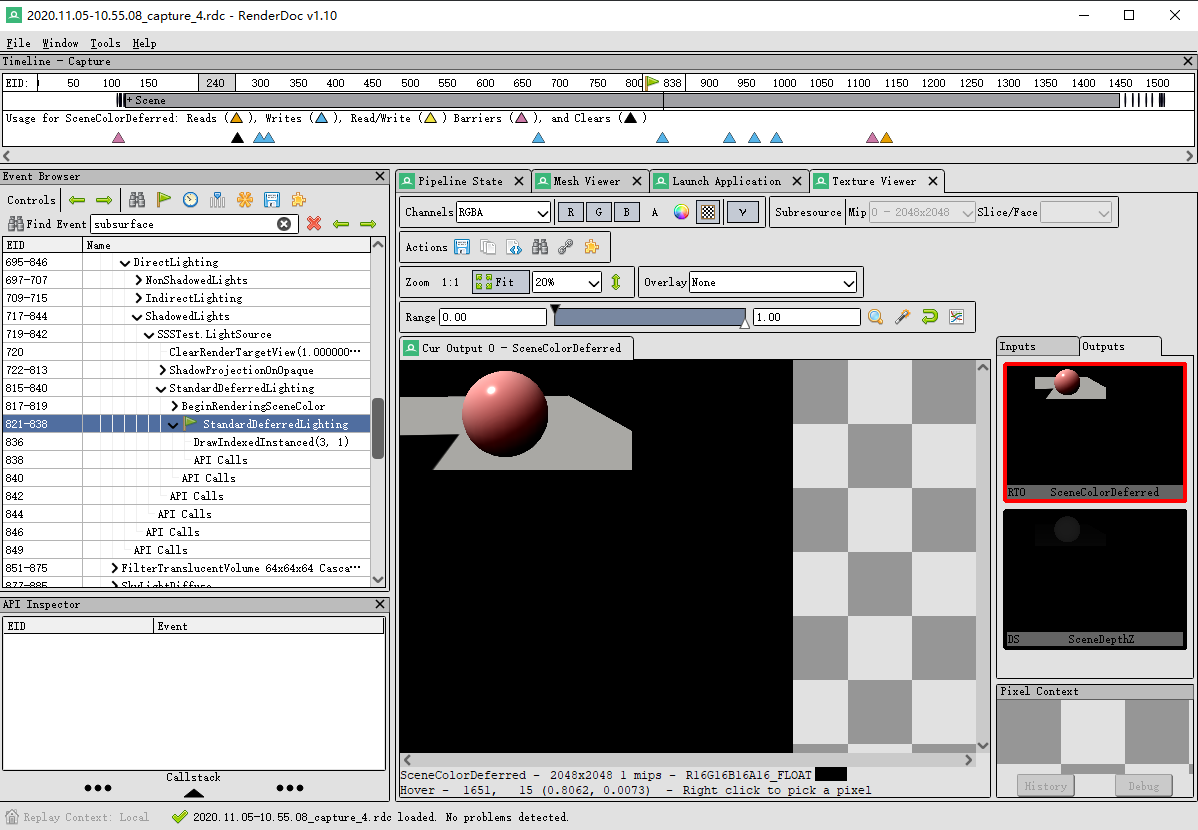 2020.11.05-10.55.08_capture_4.rdc - RenderDoc v1.10
File Window Tools Help
Timeline - Capture
EID: 50 100 150 240 300 350 400 450 500 550 600 650 700 750 800 838 900 950 1000 1050 1100 1150 1200 1250 1300 1350 1400 1450 1500
+ Scene
Usage for SceneColorDeferred: Reads ( ), Writes ( ), Read/Write ( ) Barriers ( ), and Clears ( )
Event Browser
Controls
Find Event subsurface
EID Name
695-846 DirectLighting
697-707 NonShadowedLights
709-715 IndirectLighting
717-844 ShadowedLights
719-842 SSSTest.LightSource
720 ClearRenderTargetView(1.000000···
722-813 ShadowProjectionOnOpaque
815-840 StandardDeferredLighting
817-819 BeginRenderingSceneColor
821-838 StandardDeferredLighting
836 DrawIndexedInstanced(3, 1)
838 API Calls
840 API Calls
842 API Calls
844 API Calls
846 API Calls
849 API Calls
851-875 FilterTranslucentVolume 64x64x64 Casca···
877-885 SkyLightDiffuse
API Inspector
EID Event
Callstack
Pipeline State Mesh Viewer Launch Application Texture Viewer
Channels RGBA R G B A γ Subresource Mip 0 - 2048x2048 Slice/Face
Actions
Zoom 1:1 Fit 20% Overlay None
Range 0.00 1.00
Cur Output 0 - SceneColorDeferred
SceneColorDeferred - 2048x2048 1 mips - R16G16B16A16_FLOAT
Hover - 1651, 15 (0.8062, 0.0073) - Right click to pick a pixel
Inputs Outputs
RT0 SceneColorDeferred
DS SceneDepthZ
Pixel Context
History Debug
Replay Context: Local 2020.11.05-10.55.08_capture_4.rdc loaded. No problems detected.